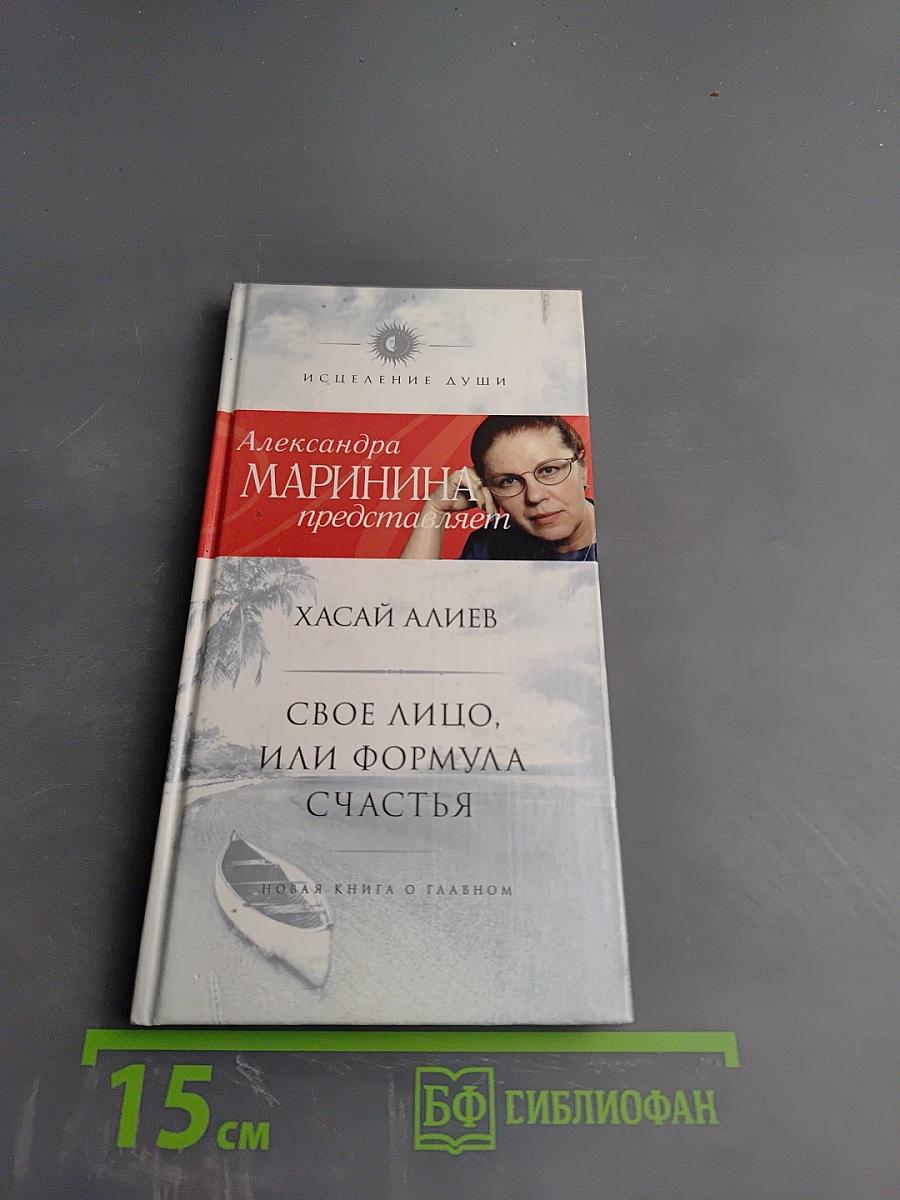 ИСЦЕЛЕНИЕ ДУШИ
Александра
МАРИНИНА
представляет
ХАСАЙ АЛИЕВ
СВОЕ ЛИЦО,
ИЛИ ФОРМУЛА
СЧАСТЬЯ
НОВАЯ КНИГА О ГЛАВНОМ
15 см
БФ БИБЛИОФАН